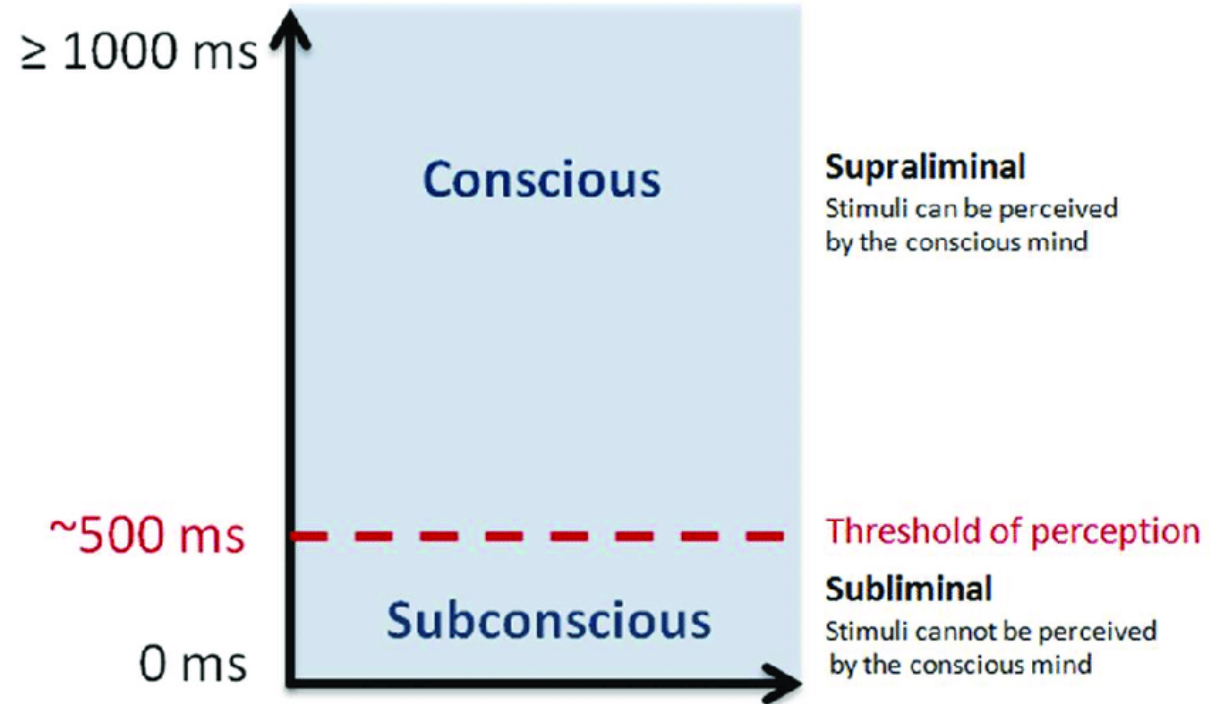 ≥ 1000 ms
Conscious
Supraliminal
Stimuli can be perceived
by the conscious mind
~500 ms
Threshold of perception
Subliminal
Subconscious
Stimuli cannot be perceived
by the conscious mind
0 ms